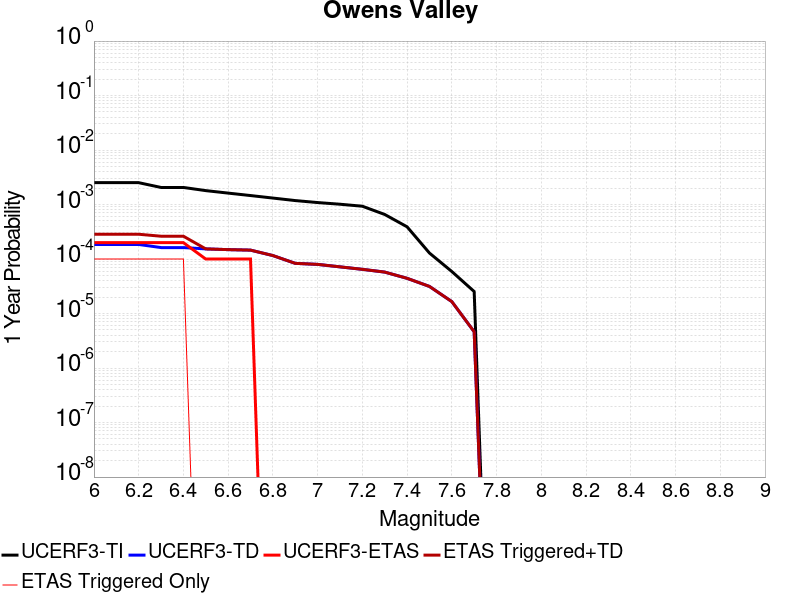 Owens Valley
10^0
10^-1
10^-2
10^-3
10^-4
10^-5
10^-6
10^-7
10^-8
1 Year Probability
6 6.2 6.4 6.6 6.8 7 7.2 7.4 7.6 7.8 8 8.2 8.4 8.6 8.8 9
Magnitude
UCERF3-TI UCERF3-TD UCERF3-ETAS ETAS Triggered+TD
ETAS Triggered Only